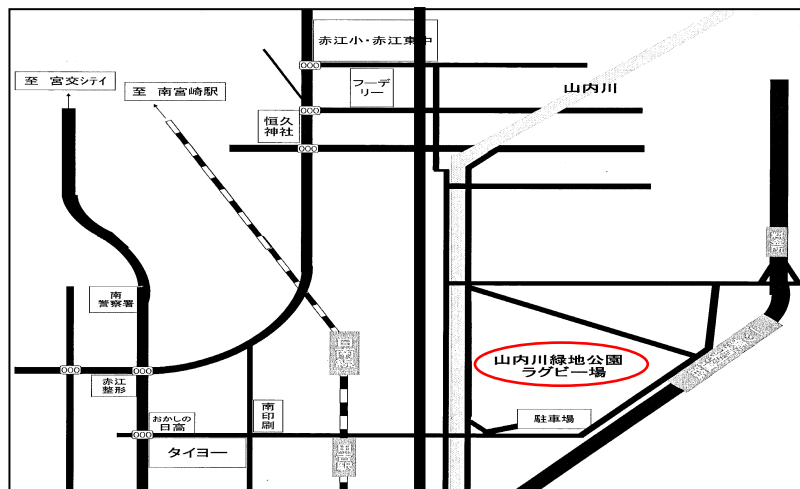 赤江小・赤江東中
至 宮交シテイ
至 南宮崎駅
フーデ
リー
山内川
恒久
神社
南
警察署
山内川緑地公園
ラグビー場
赤江
整形
おかしの
日高
南
印
刷
駐車場
タイヨー